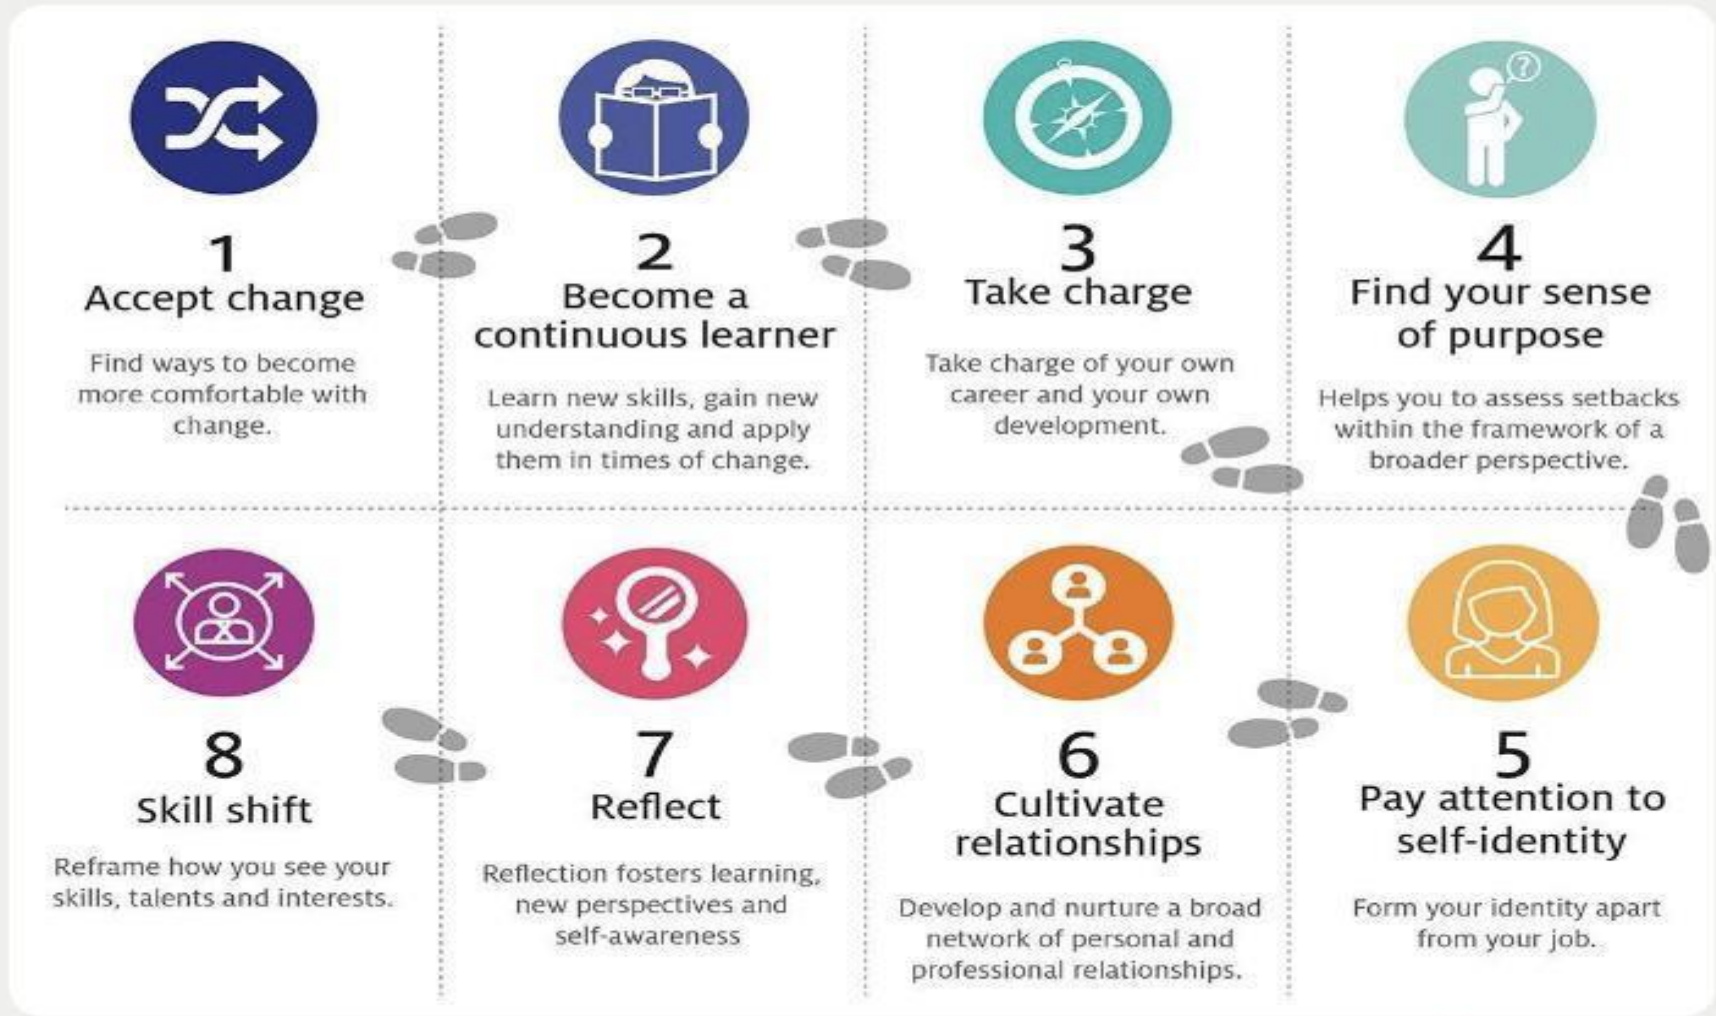 1
Accept change
Find ways to become
more comfortable with
change.
2
Become a
continuous learner
Learn new skills, gain new
understanding and apply
them in times of change.
3
Take charge
Take charge of your own
career and your own
development.
?
4
Find your sense
of purpose
Helps you to assess setbacks
within the framework of a
broader perspective.
5
Pay attention to
self-identity
Form your identity apart
from your job.
6
Cultivate
relationships
Develop and nurture a broad
network of personal and
professional relationships.
7
Reflect
Reflection fosters learning,
new perspectives and
self-awareness
8
Skill shift
Reframe how you see your
skills, talents and interests.